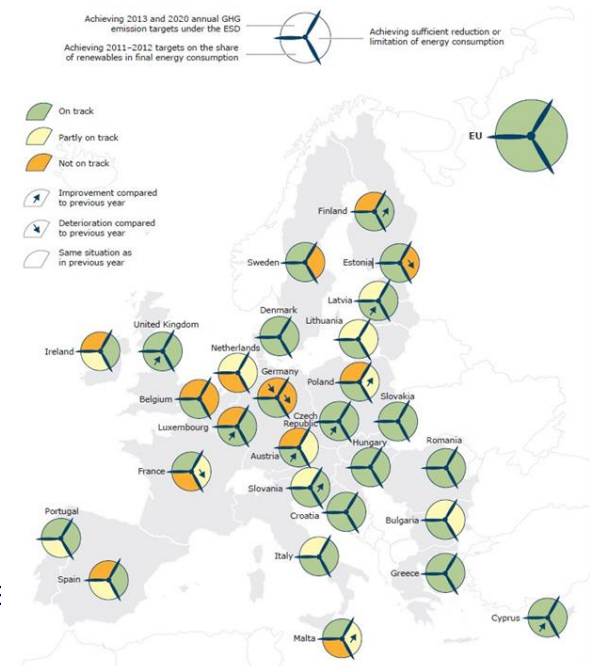 Achieving 2013 and 2020 annual GHG
emission targets under the ESD
Achieving 2011–2012 targets on the share
of renewables in final energy consumption
Achieving sufficient reduction or
limitation of energy consumption
On track
Partly on track
Not on track
Improvement compared
to previous year
Deterioration compared
to previous year
Same situation as
in previous year
EU
Finland
Sweden
Estonia
Latvia
Denmark
Lithuania
United Kingdom
Ireland
Netherlands
Germany
Poland
Belgium
Slovakia
Czech
Republic
Luxembourg
Hungary
Romania
Austria
France
Slovenia
Croatia
Portugal
Bulgaria
Italy
Spain
Greece
Cyprus
Malta